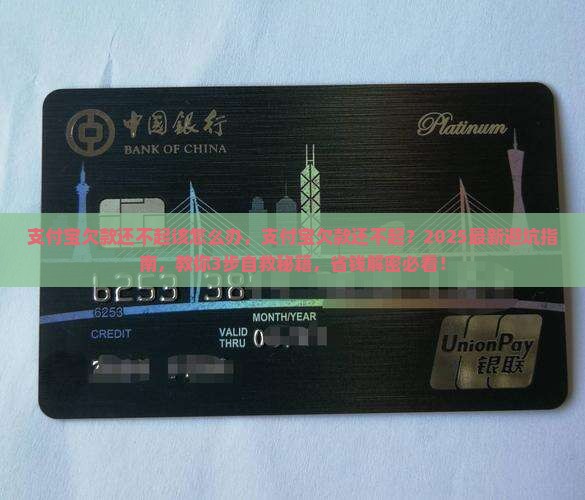 中国银行
BANK OF CHINA
Platinum
支付宝欠款还不起该怎么办，支付宝欠款还不起？2025最新避坑指
南，教你3步自救秘籍，省钱解密必看！
6253 38
6253
MONTH/YEAR
CREDIT
VALID
THRU 0
UnionPay
银联